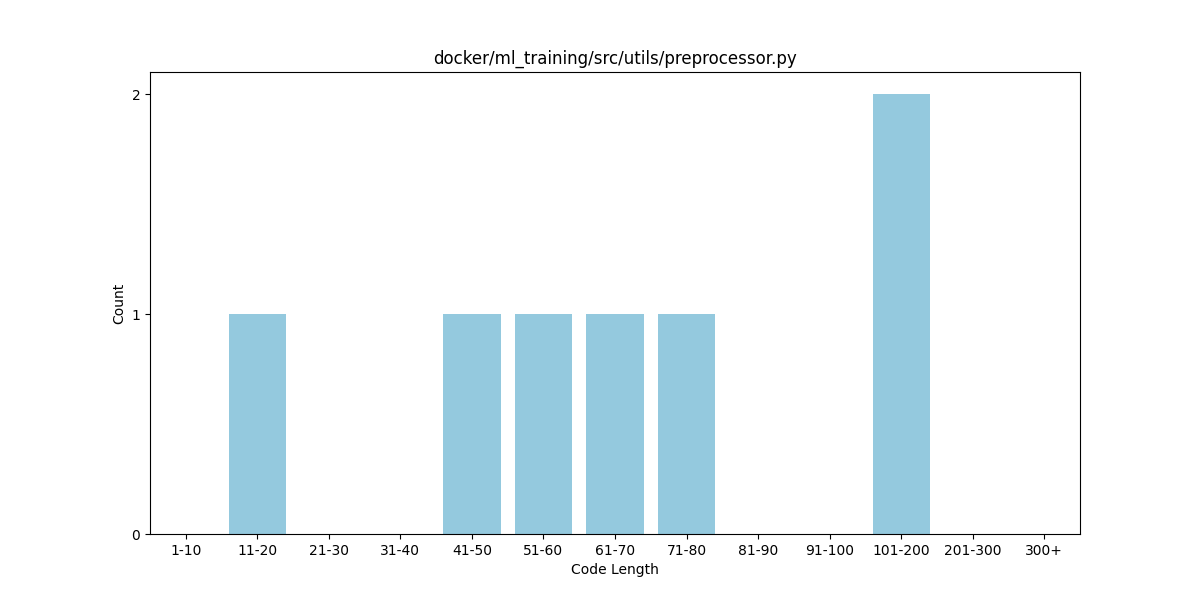 docker/ml_training/src/utils/preprocessor.py
2
1
0
Count
1-10 11-20 21-30 31-40 41-50 51-60 61-70 71-80 81-90 91-100 101-200 201-300 300+
Code Length